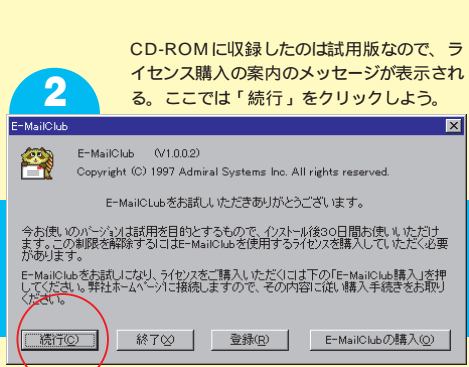 CD-ROMに収録したのは試用版なので、ラ
イセンス購入の案内のメッセージが表示され
る。ここでは「続行」をクリックしよう。
2
E-MailClub
E-MailClub (V1.0.0.2)
Copyright (C) 1997 Admiral Systems Inc. All rights reserved.
E-MailCLubをお試しいただきありがとうございます。
今お使いのバージョンは試用を目的とするもので、インストール後30日間お使いいただけ
ます。この制限を解除するにはE-MailClubを使用するライセンスを購入していただく必要
があります。
E-MailClubをお試しになり、ライセンスをご購入いただくには下の「E-MailClub購入」を押
してください。弊社ホームページに接続しますので、その内容に従い購入手続きをお取り
ください。
続行(C) 終了(X) 登録(R) E-MailClubの購入(O)